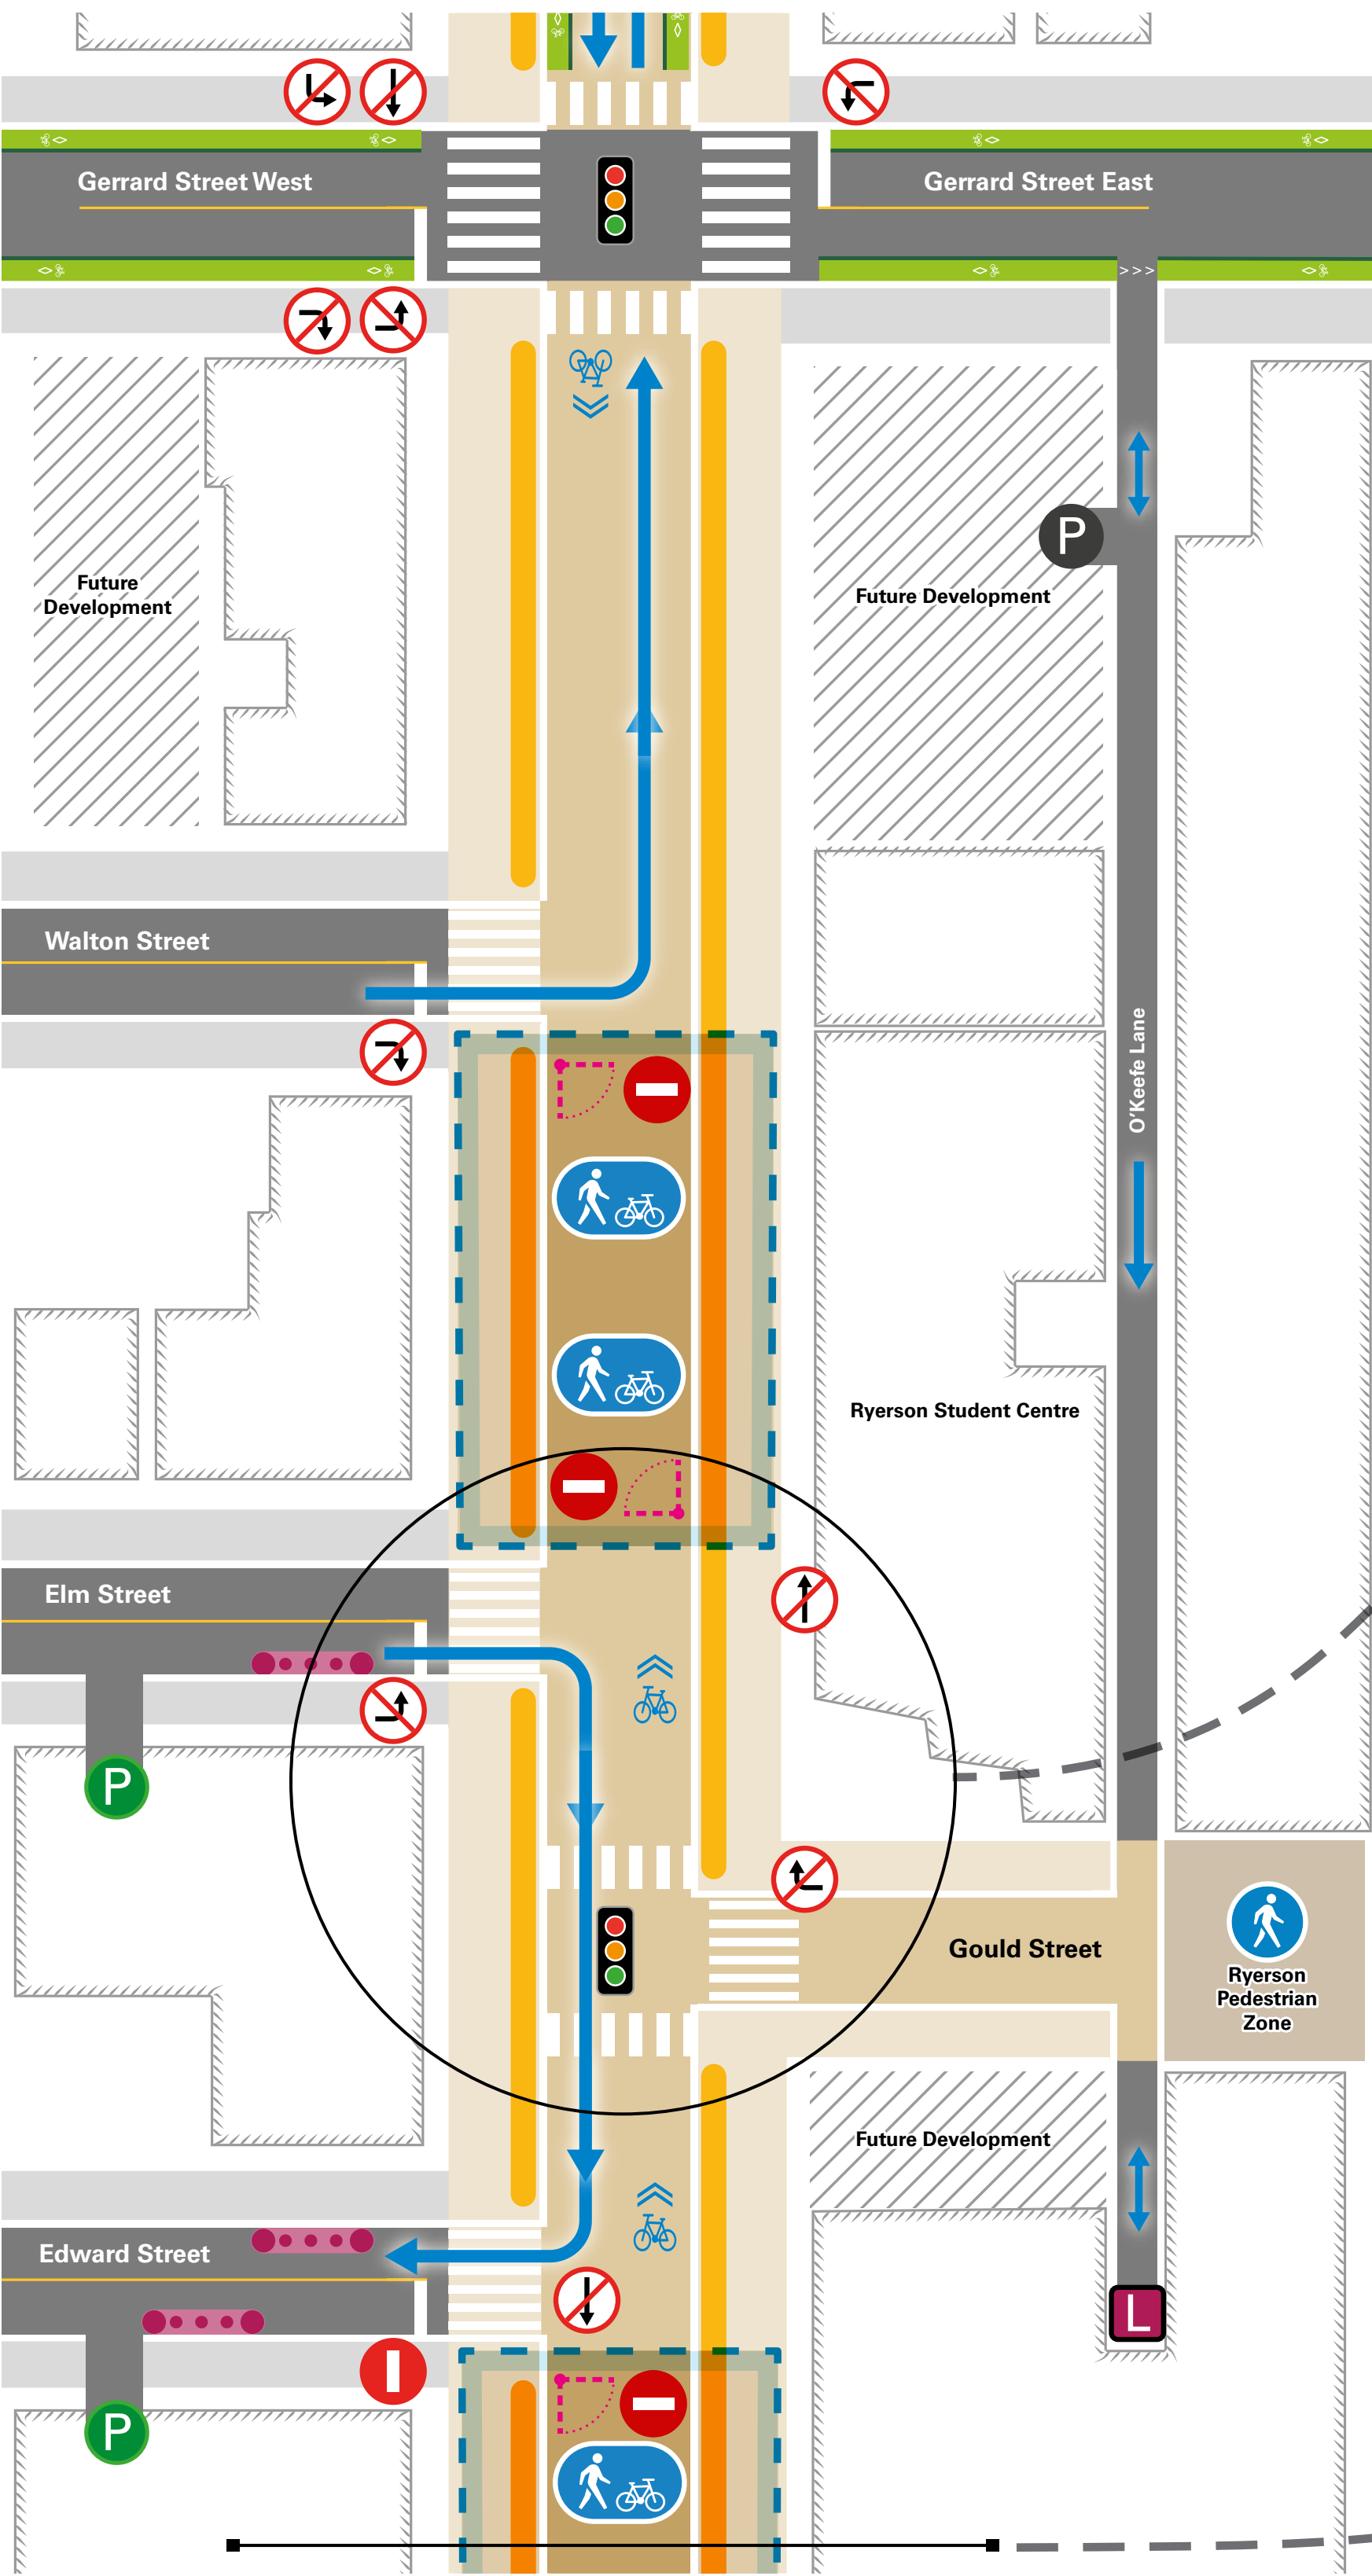 Gerrard Street West
Gerrard Street East
>>>
P
Future
Development
Future Development
Walton Street
O'Keefe Lane
Ryerson Student Centre
Elm Street
P
Gould Street
Ryerson
Pedestrian
Zone
Future Development
Edward Street
L
P